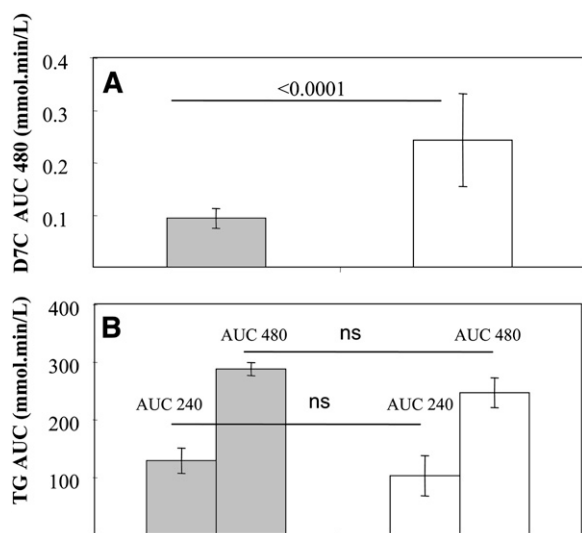 D7C AUC 480 (mmol.min/L)
0.4
0.3
0.2
0.1
A
<0.0001
TG AUC (mmol.min/L)
400
300
200
100
B
AUC 480
ns
AUC 480
AUC 240
ns
AUC 240